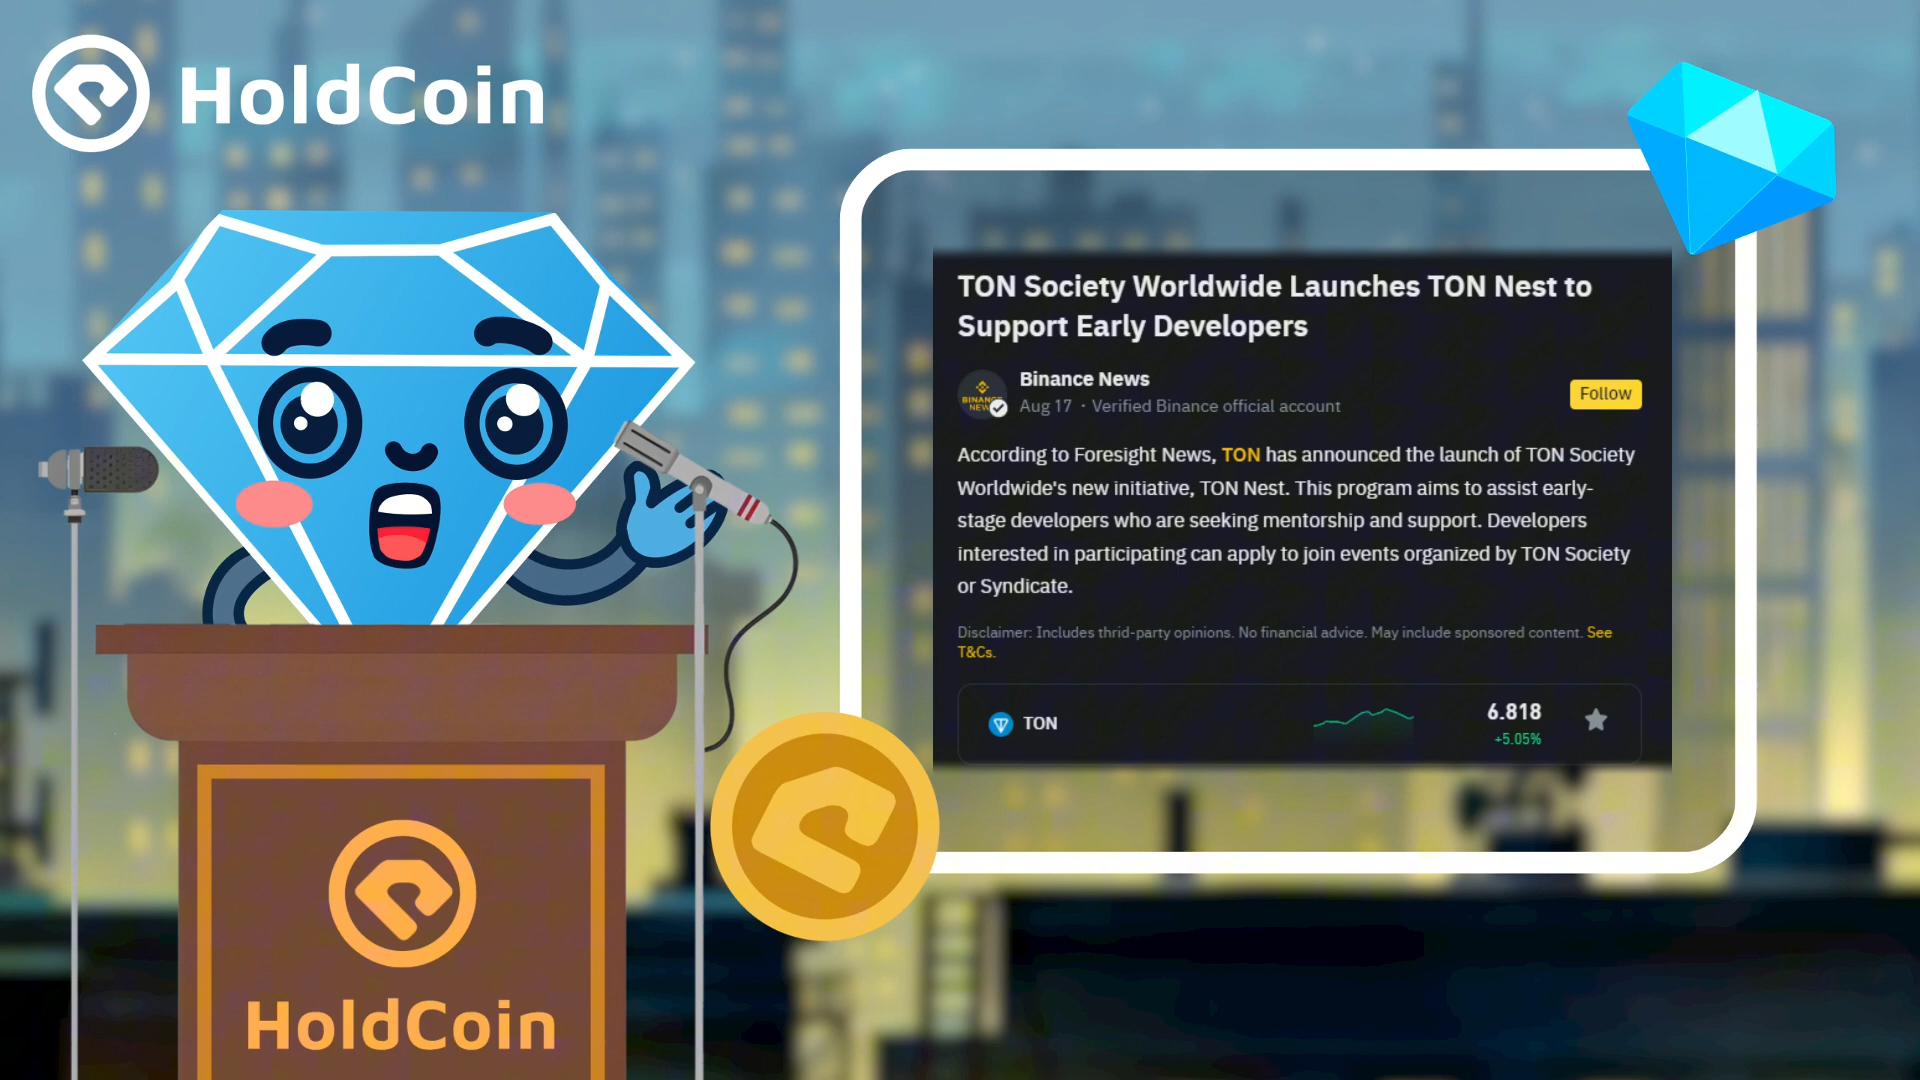 HoldCoin
TON Society Worldwide Launches TON Nest to
Support Early Developers
BINANCE
NEWS
Binance News
Aug 17 · Verified Binance official account
Follow
According to Foresight News, TON has announced the launch of TON Society
Worldwide's new initiative, TON Nest. This program aims to assist early-
stage developers who are seeking mentorship and support. Developers
interested in participating can apply to join events organized by TON Society
or Syndicate.
Disclaimer: Includes thrid-party opinions. No financial advice. May include sponsored content. See
T&Cs.
TON
6.818
+5.05%
HoldCoin